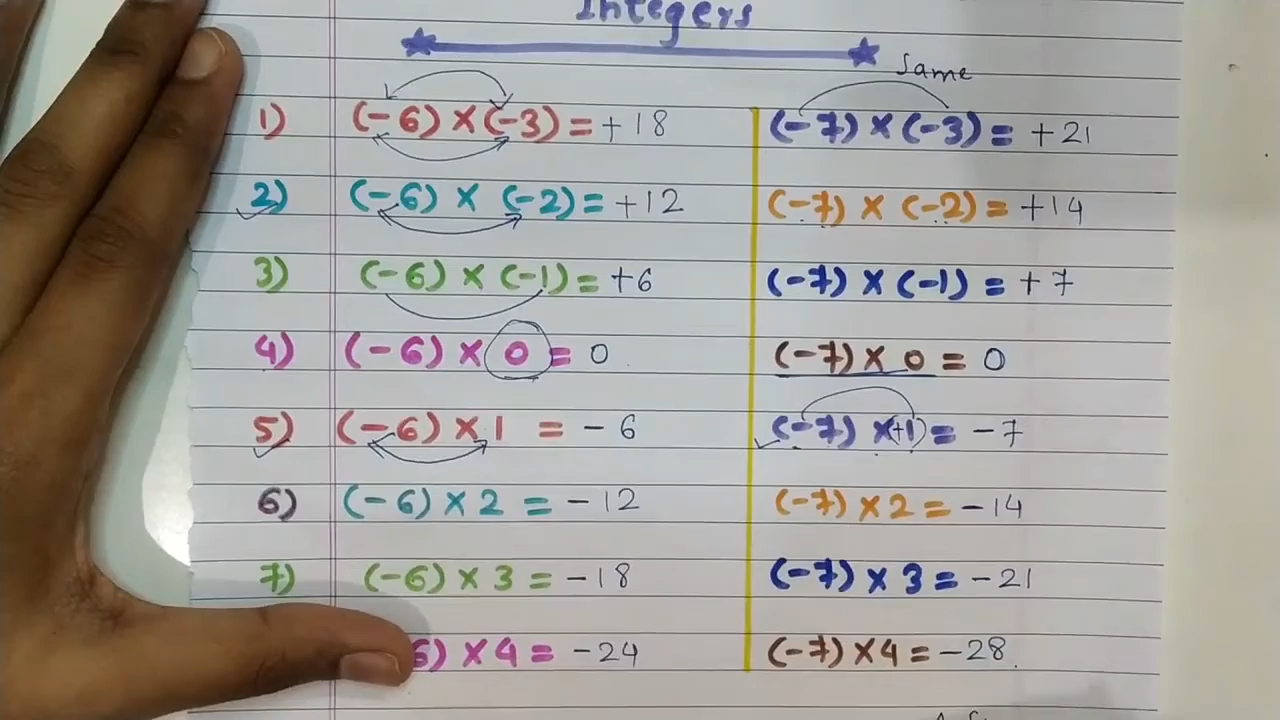 Integers
Same
1) (-6) × (-3) = +18 (-7) × (-3) = +21
2) (-6) × (-2) = +12 (-7) × (-2) = +14
3) (-6) × (-1) = +6 (-7) × (-1) = +7
4) (-6) × 0 = 0 (-7) × 0 = 0
5) (-6) × 1 = -6 (-7) × (+1) = -7
6) (-6) × 2 = -12 (-7) × 2 = -14
7) (-6) × 3 = -18 (-7) × 3 = -21
6) × 4 = -24 (-7) × 4 = -28